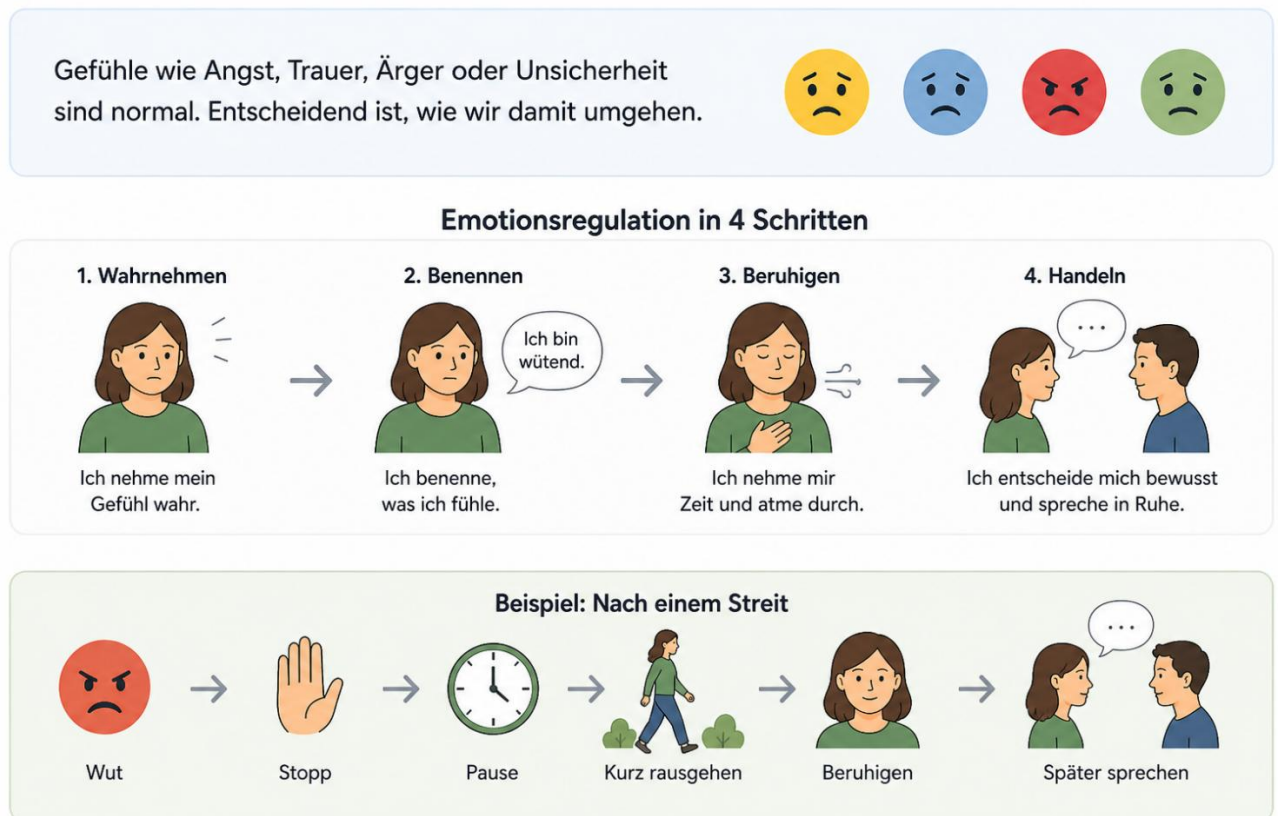 Gefühle wie Angst, Trauer, Ärger oder Unsicherheit
sind normal. Entscheidend ist, wie wir damit umgehen.
Emotionsregulation in 4 Schritten
1. Wahrnehmen
Ich nehme mein
Gefühl wahr.
2. Benennen
Ich bin
wütend.
Ich benenne,
was ich fühle.
3. Beruhigen
Ich nehme mir
Zeit und atme durch.
4. Handeln
...
Ich entscheide mich bewusst
und spreche in Ruhe.
Beispiel: Nach einem Streit
Wut
Stopp
Pause
Kurz rausgehen
Beruhigen
...
Später sprechen